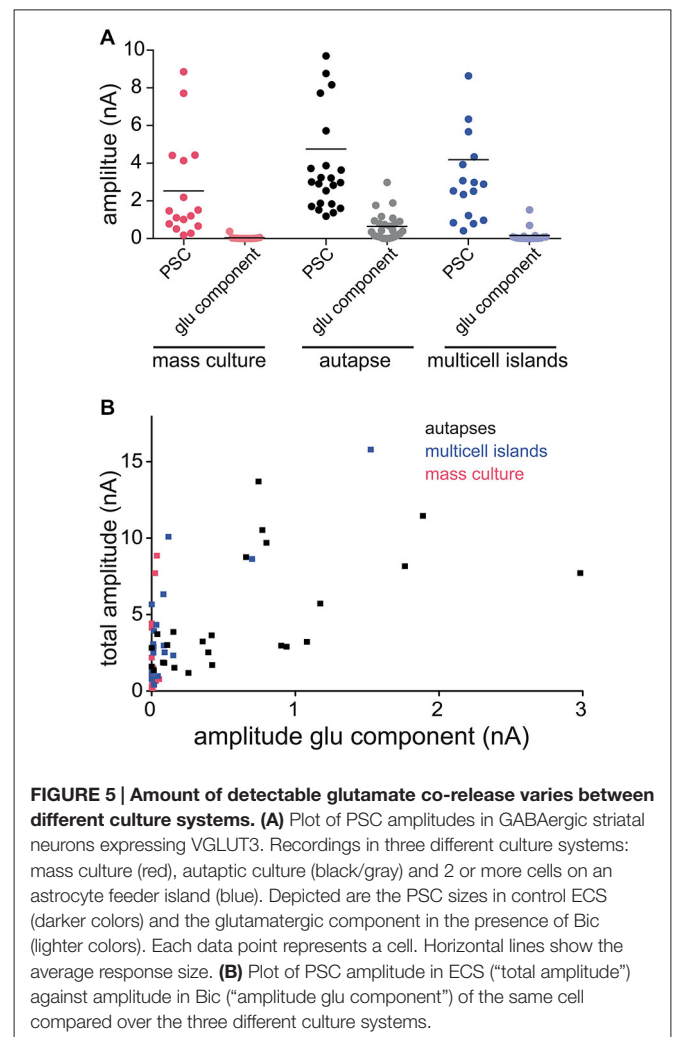 A
10
8
6
4
2
0
ampliltue (nA)
PSC
glu component
PSC
glu component
PSC
glu component
mass culture
autapse
multicell islands
B
autapses
multicell islands
mass culture
15
10
5
0
total amplitude (nA)
0
1
2
3
amplitude glu component (nA)
FIGURE 5 | Amount of detectable glutamate co-release varies between
different culture systems. (A) Plot of PSC amplitudes in GABAergic striatal
neurons expressing VGLUT3. Recordings in three different culture systems:
mass culture (red), autaptic culture (black/gray) and 2 or more cells on an
astrocyte feeder island (blue). Depicted are the PSC sizes in control ECS
(darker colors) and the glutamatergic component in the presence of Bic
(lighter colors). Each data point represents a cell. Horizontal lines show the
average response size. (B) Plot of PSC amplitude in ECS (“total amplitude”)
against amplitude in Bic (“amplitude glu component”) of the same cell
compared over the three different culture systems.